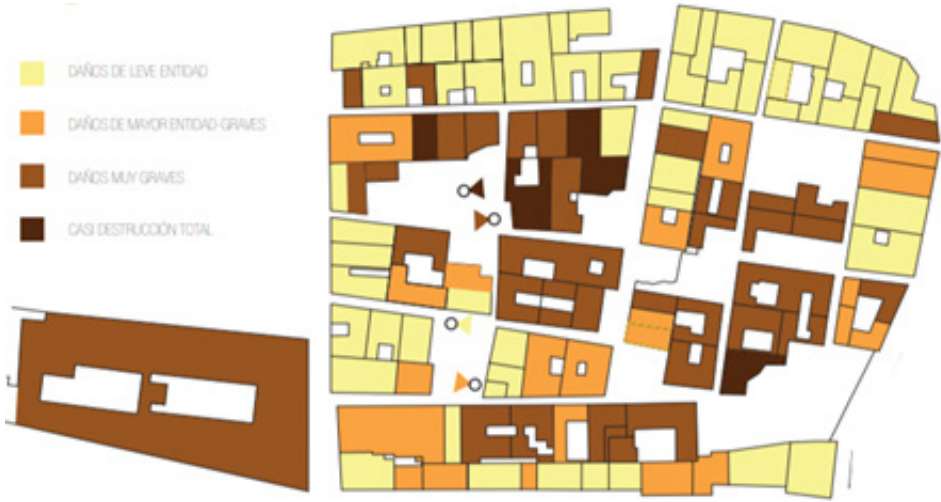 DAÑOS DE LEVE ENTIDAD
DAÑOS DE MAYOR ENTIDAD-GRAVES
DAÑOS MUY GRAVES
CASI DESTRUCCIÓN TOTAL